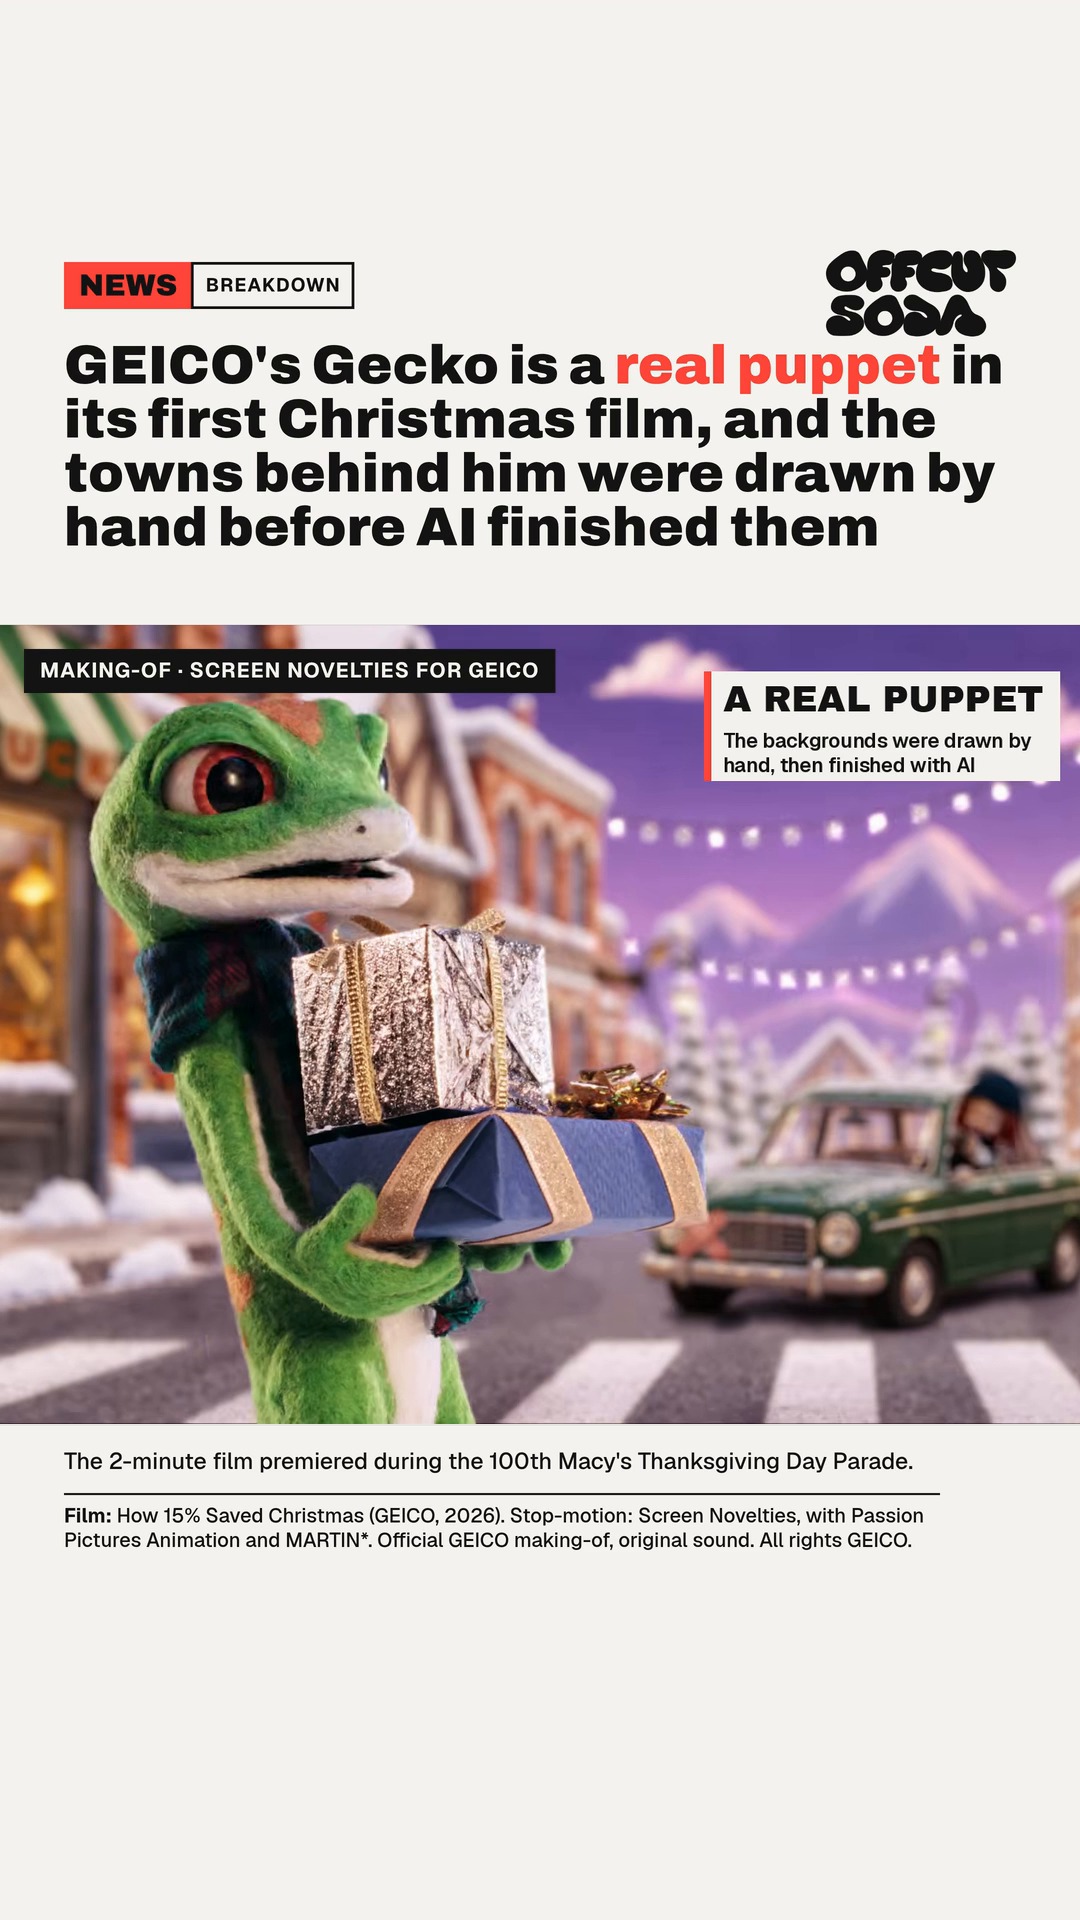 NEWS BREAKDOWN
OFFCUT
SODA
GEICO's Gecko is a real puppet in
its first Christmas film, and the
towns behind him were drawn by
hand before AI finished them
MAKING-OF · SCREEN NOVELTIES FOR GEICO
A REAL PUPPET
The backgrounds were drawn by
hand, then finished with AI
The 2-minute film premiered during the 100th Macy's Thanksgiving Day Parade.
Film: How 15% Saved Christmas (GEICO, 2026). Stop-motion: Screen Novelties, with Passion
Pictures Animation and MARTIN*. Official GEICO making-of, original sound. All rights GEICO.